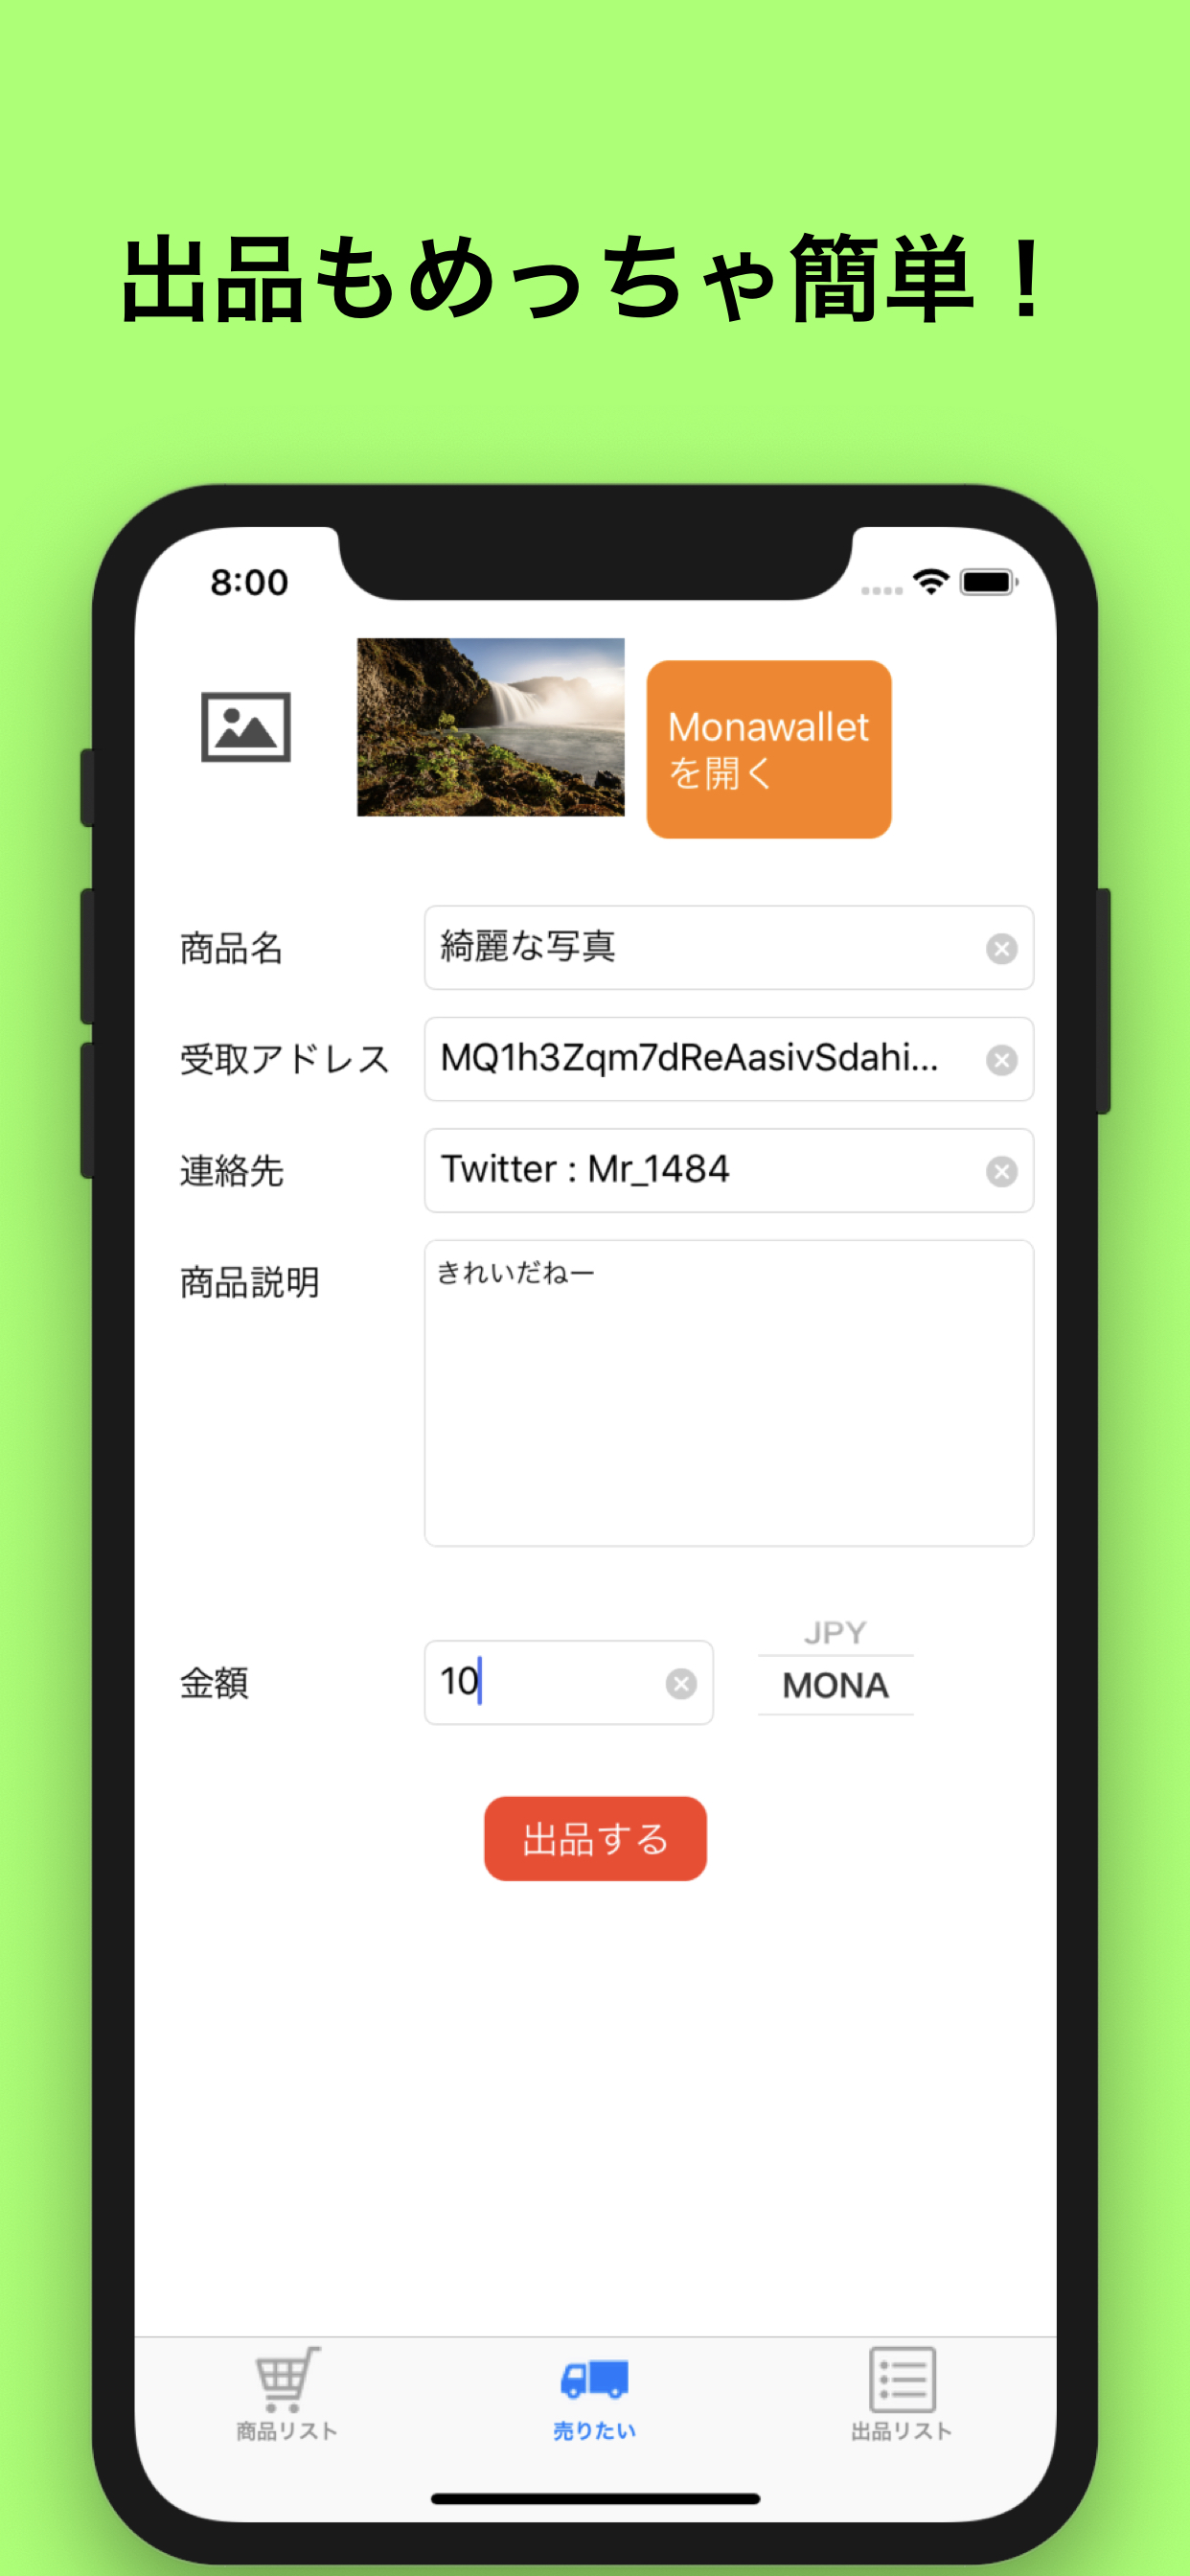 出品もめっちゃ簡単！
8:00
Monawallet
を開く
商品名
綺麗な写真
受取アドレス
MQ1h3Zqm7dReAasivSdahi...
連絡先
Twitter : Mr_1484
商品説明
きれいだねー
JPY
金額
10
MONA
出品する
商品リスト
売りたい
出品リスト